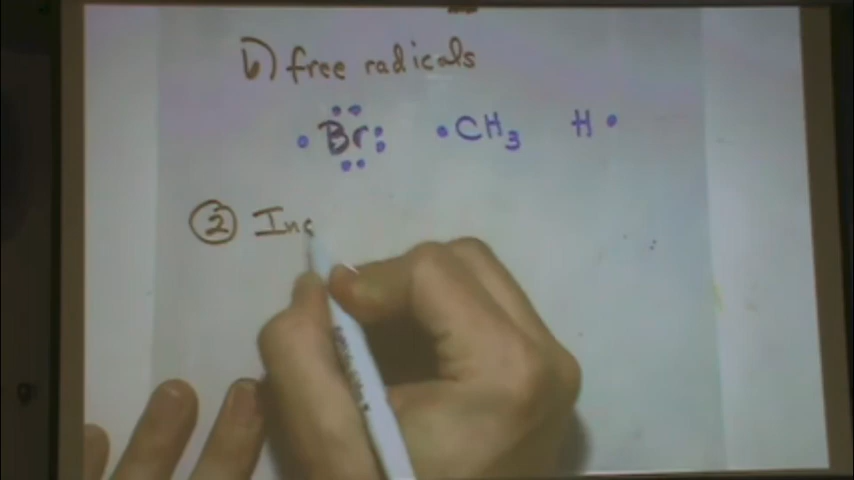 b) free radicals
· Br · CH3 H ·
② Inc